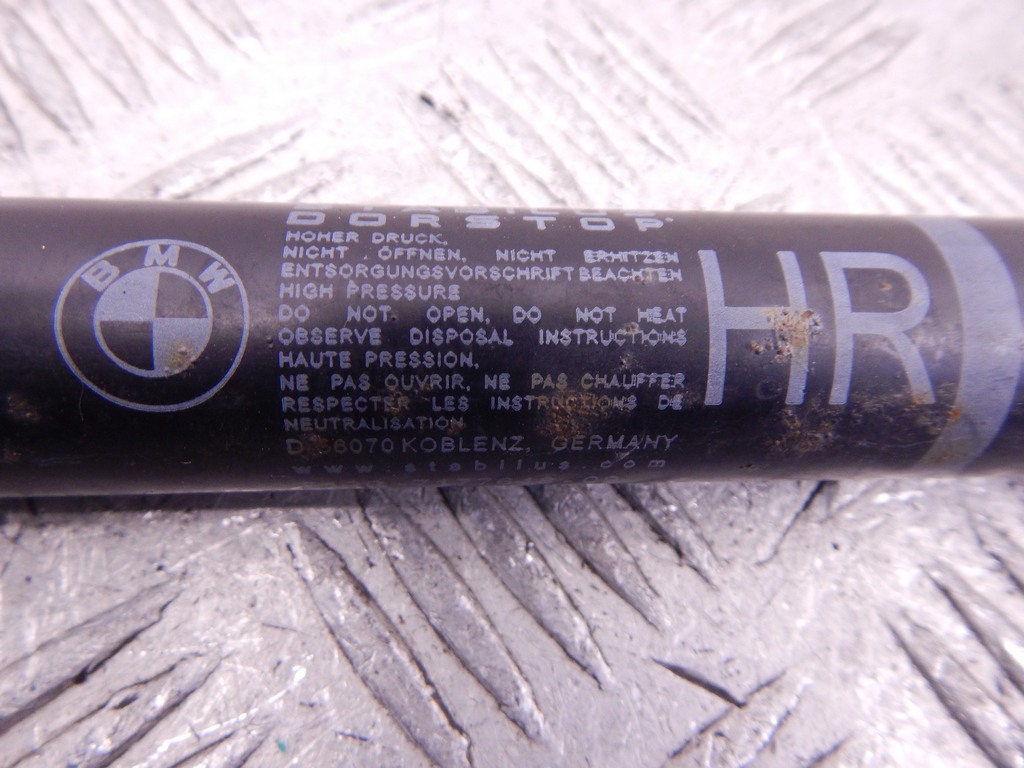 BMW
DORSTOP
HOHER DRUCK,
NICHT ÖFFNEN, NICHT ERHITZEN
ENTSORGUNGSVORSCHRIFT BEACHTEN
HIGH PRESSURE
DO NOT OPEN, DO NOT HEAT
OBSERVE DISPOSAL INSTRUCTIONS
HAUTE PRESSION,
NE PAS OUVRIR, NE PAS CHAUFFER
RESPECTER LES INSTRUCTIONS DE
NEUTRALISATION
D-56070 KOBLENZ, GERMANY
www.stabilus.com
HR